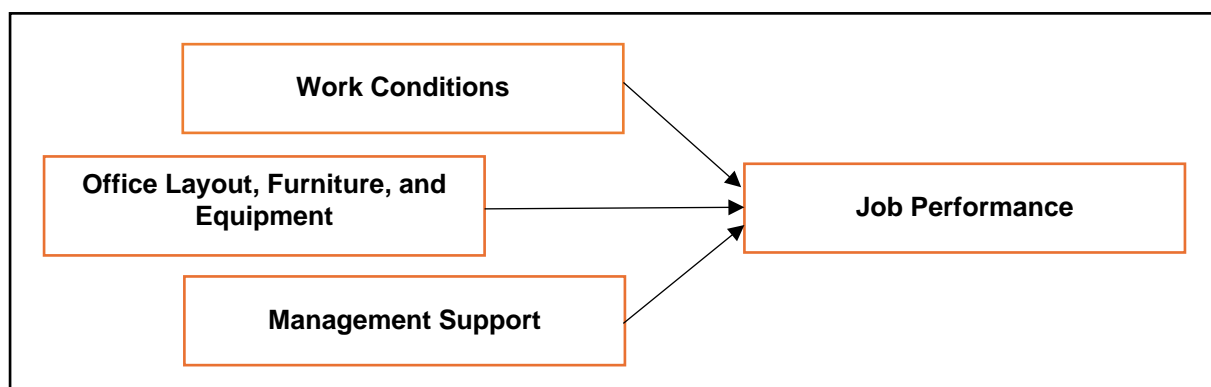 Work Conditions
Office Layout, Furniture, and
Equipment
Job Performance
Management Support